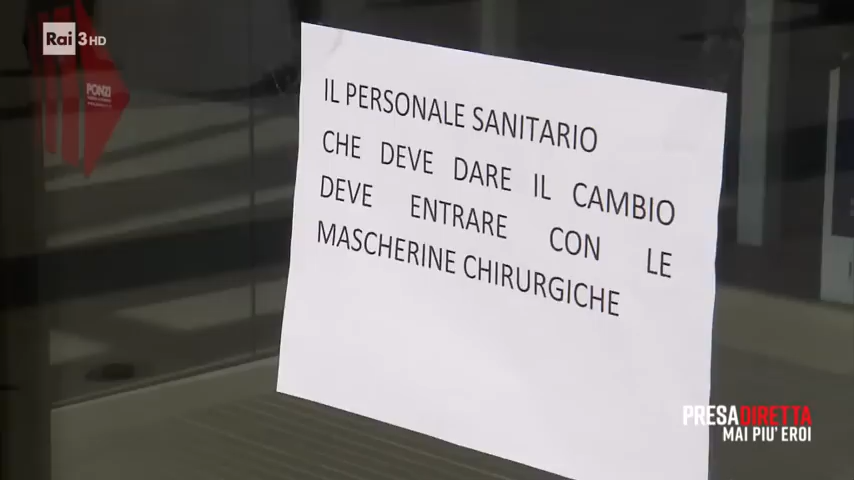 Rai 3HD
PONZI
IL PERSONALE SANITARIO
CHE DEVE DARE IL CAMBIO
DEVE ENTRARE CON LE
MASCHERINE CHIRURGICHE
PRESADIRETTA
MAI PIU' EROI